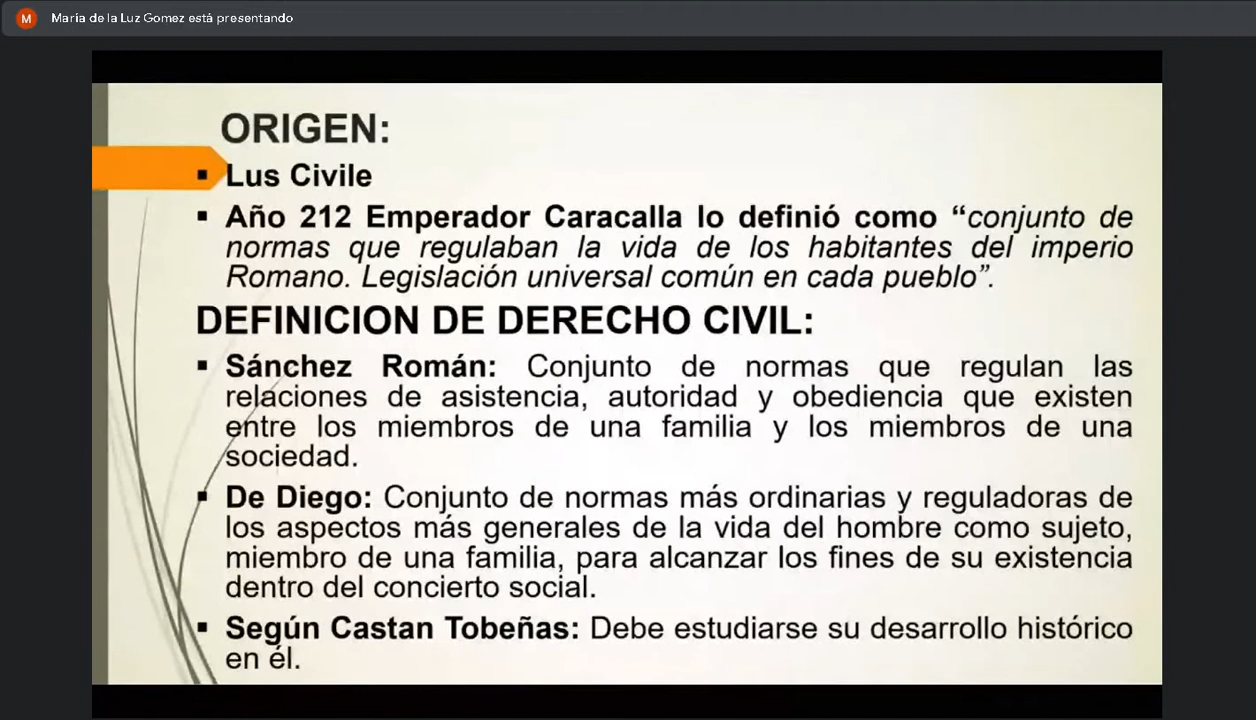 M María de la Luz Gomez está presentando
ORIGEN:
▪ Lus Civile
▪ Año 212 Emperador Caracalla lo definió como “conjunto de
normas que regulaban la vida de los habitantes del imperio
Romano. Legislación universal común en cada pueblo”.
DEFINICION DE DERECHO CIVIL:
▪ Sánchez Román: Conjunto de normas que regulan las
relaciones de asistencia, autoridad y obediencia que existen
entre los miembros de una familia y los miembros de una
sociedad.
▪ De Diego: Conjunto de normas más ordinarias y reguladoras de
los aspectos más generales de la vida del hombre como sujeto,
miembro de una familia, para alcanzar los fines de su existencia
dentro del concierto social.
▪ Según Castan Tobeñas: Debe estudiarse su desarrollo histórico
en él.